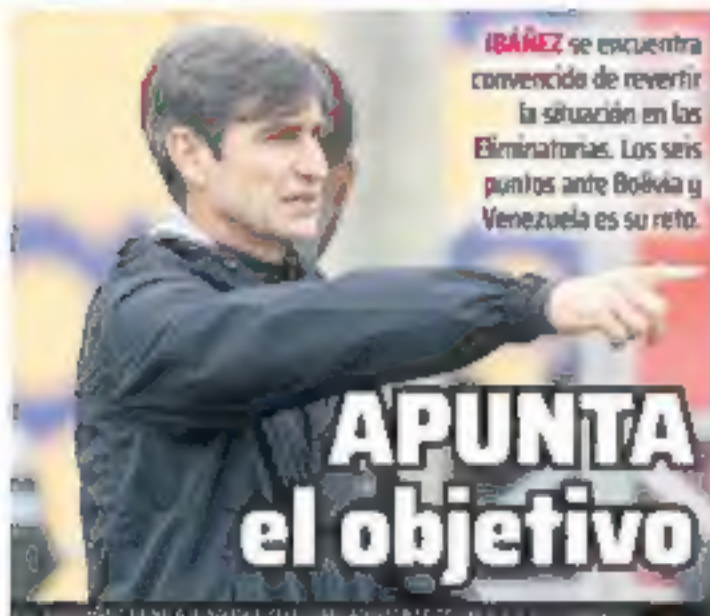 IBÁÑEZ se encuentra
convencido de revertir
la situación en las
Eliminatorias. Los seis
puntos ante Bolivia y
Venezuela es su reto.
APUNTA
el objetivo